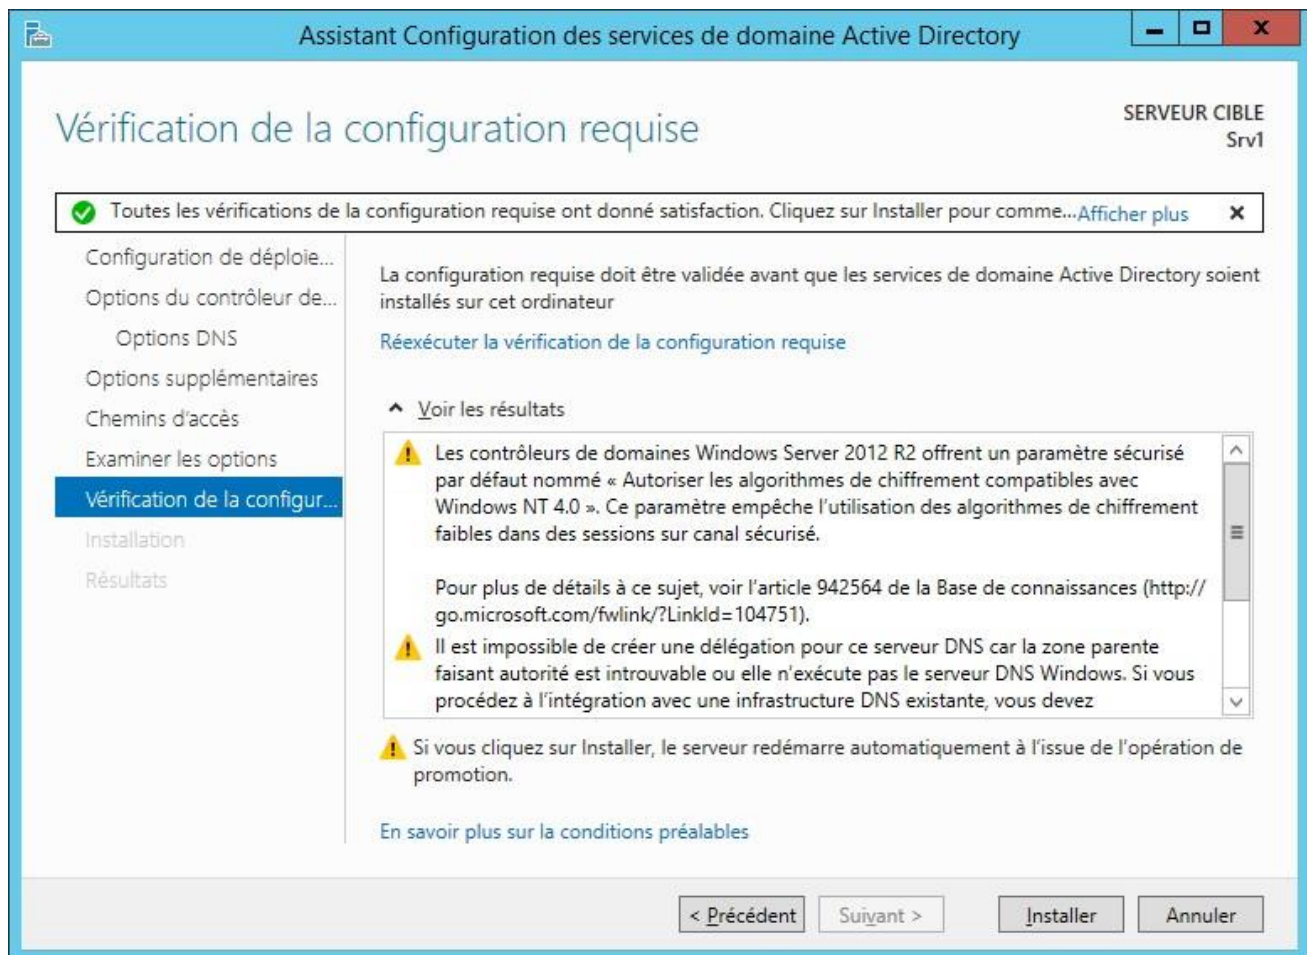 Assistant Configuration des services de domaine Active Directory
Vérification de la configuration requise
SERVEUR CIBLE
Srv1
Toutes les vérifications de la configuration requise ont donné satisfaction. Cliquez sur Installer pour comme...Afficher plus
Configuration de déploie...
Options du contrôleur de...
Options DNS
Options supplémentaires
Chemins d'accès
Examiner les options
Vérification de la configur...
Installation
Résultats
La configuration requise doit être validée avant que les services de domaine Active Directory soient
installés sur cet ordinateur
Réexécuter la vérification de la configuration requise
Voir les résultats
Les contrôleurs de domaines Windows Server 2012 R2 offrent un paramètre sécurisé
par défaut nommé « Autoriser les algorithmes de chiffrement compatibles avec
Windows NT 4.0 ». Ce paramètre empêche l'utilisation des algorithmes de chiffrement
faibles dans des sessions sur canal sécurisé.
Pour plus de détails à ce sujet, voir l'article 942564 de la Base de connaissances (http://
go.microsoft.com/fwlink/?LinkId=104751).
Il est impossible de créer une délégation pour ce serveur DNS car la zone parente
faisant autorité est introuvable ou elle n'exécute pas le serveur DNS Windows. Si vous
procédez à l'intégration avec une infrastructure DNS existante, vous devez
Si vous cliquez sur Installer, le serveur redémarre automatiquement à l'issue de l'opération de
promotion.
En savoir plus sur la conditions préalables
< Précédent
Suivant >
Installer
Annuler